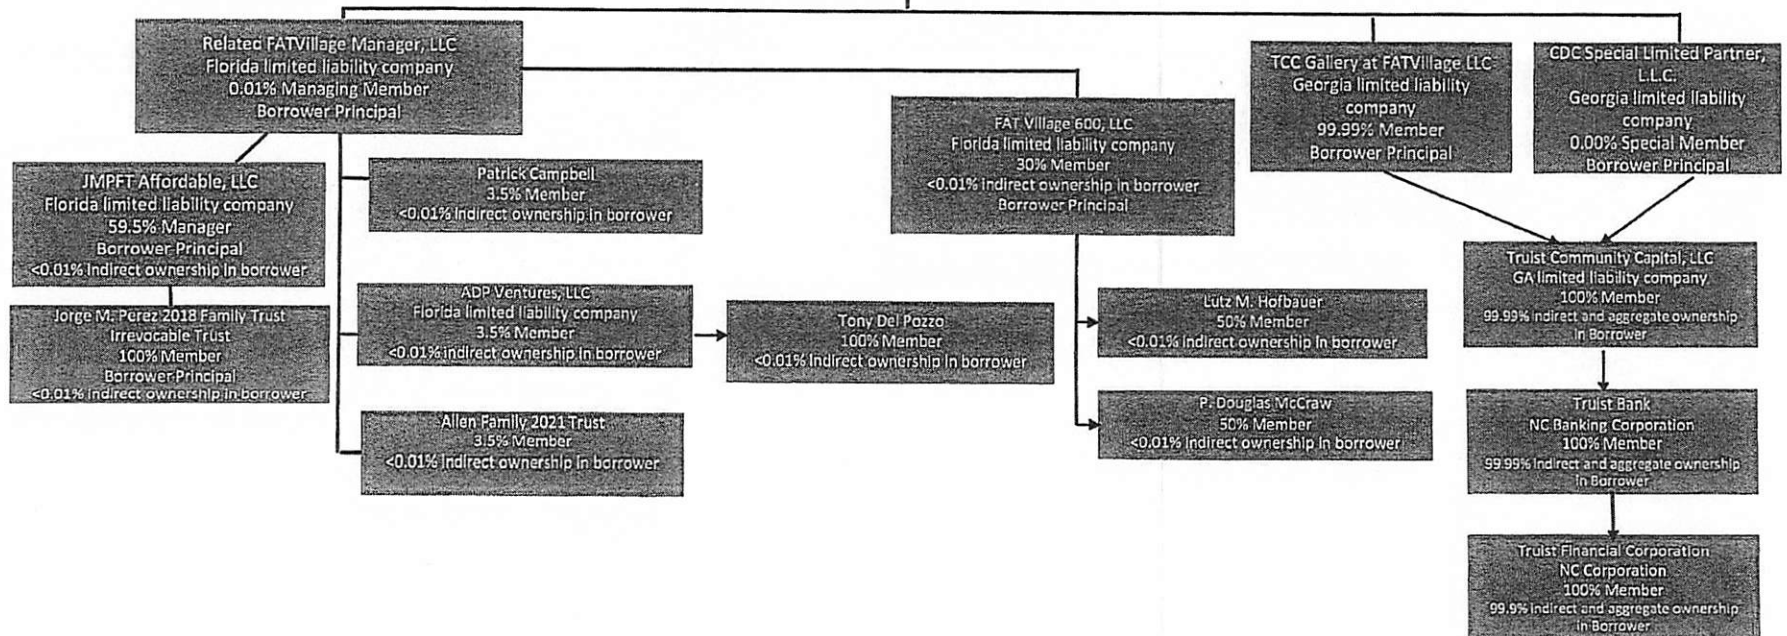 Related FATVillage Manager, LLC
Florida limited liability company
0.01% Managing Member
Borrower Principal
TCC Gallery at FATVillage LLC
Georgia limited liability
company
99.99% Member
Borrower Principal
CDC Special Limited Partner,
L.L.C.
Georgia limited liability
company
0.00% Special Member
Borrower Principal
FAT Village 600, LLC
Florida limited liability company
30% Member
<0.01% indirect ownership in borrower
Borrower Principal
JMPFT Affordable, LLC
Florida limited liability company
59.5% Manager
Borrower Principal
<0.01% indirect ownership in borrower
Patrick Campbell
3.5% Member
<0.01% indirect ownership in borrower
Jorge M. Perez 2018 Family Trust
Irrevocable Trust
100% Member
Borrower Principal
<0.01% indirect ownership in borrower
ADP Ventures, LLC
Florida limited liability company
3.5% Member
<0.01% indirect ownership in borrower
Tony Del Pozzo
100% Member
<0.01% indirect ownership in borrower
Allen Family 2021 Trust
3.5% Member
<0.01% indirect ownership in borrower
Lutz M. Hofbauer
50% Member
<0.01% indirect ownership in borrower
P. Douglas McCraw
50% Member
<0.01% indirect ownership in borrower
Truist Community Capital, LLC
GA limited liability company
100% Member
99.99% indirect and aggregate ownership
in Borrower
Truist Bank
NC Banking Corporation
100% Member
99.99% indirect and aggregate ownership
in Borrower
Truist Financial Corporation
NC Corporation
100% Member
99.9% indirect and aggregate ownership
in Borrower